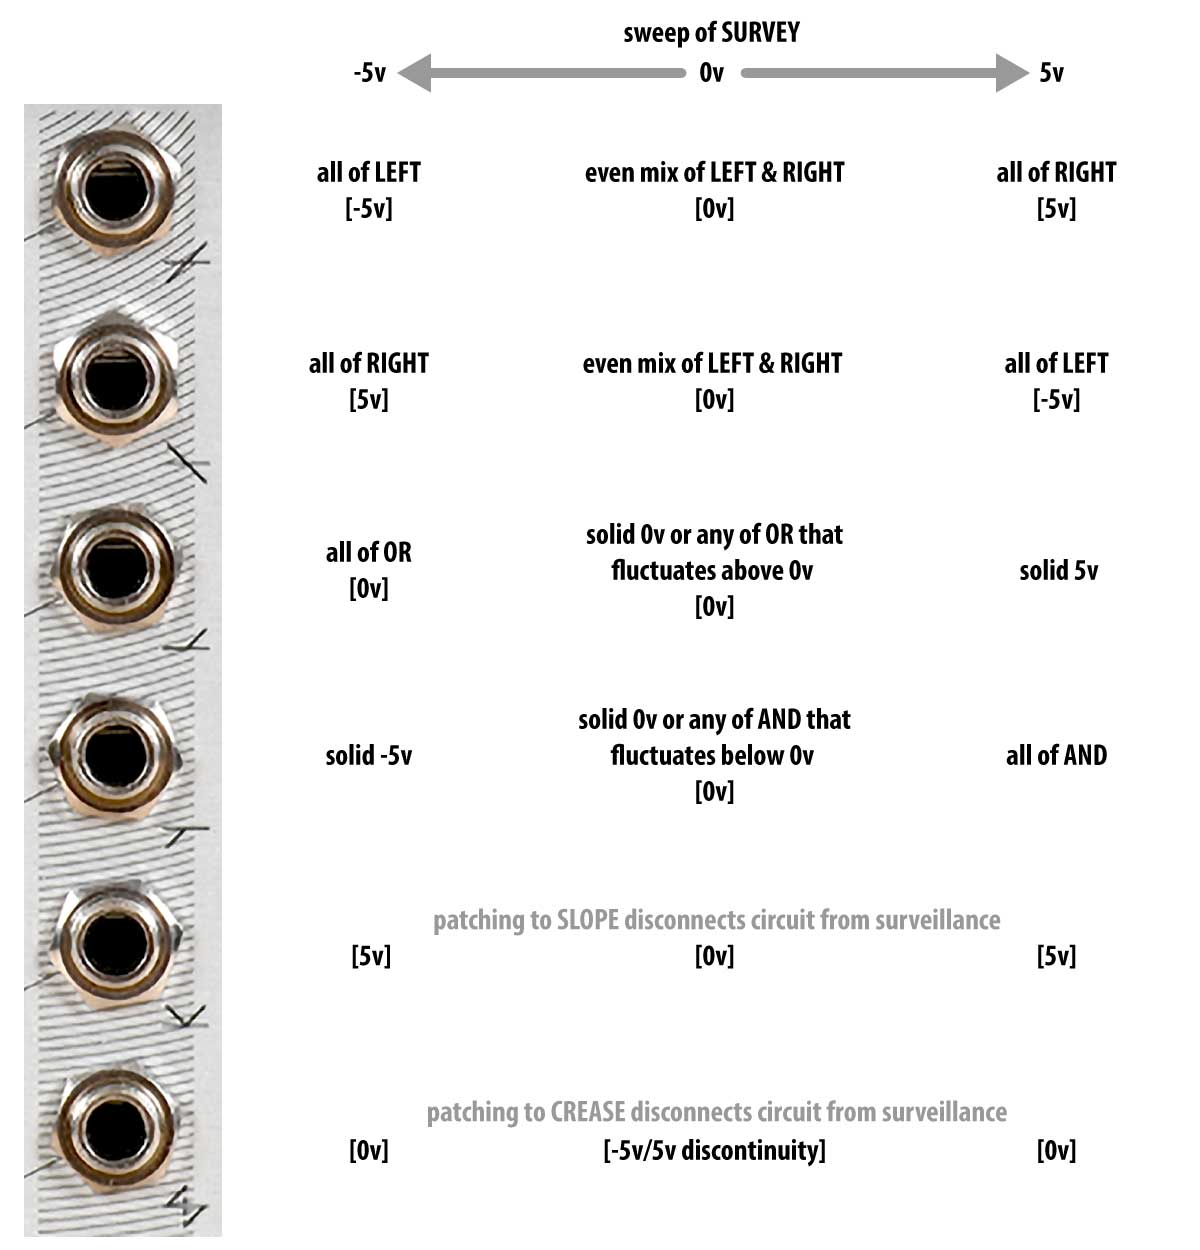 sweep of SURVEY
-5v 0v 5v
all of LEFT even mix of LEFT & RIGHT all of RIGHT
[-5v] [0v] [5v]
all of RIGHT even mix of LEFT & RIGHT all of LEFT
[5v] [0v] [-5v]
solid 0v or any of OR that
all of OR fluctuates above 0v solid 5v
[0v] [0v]
solid 0v or any of AND that
solid -5v fluctuates below 0v all of AND
[0v]
patching to SLOPE disconnects circuit from surveillance
[5v] [0v] [5v]
patching to CREASE disconnects circuit from surveillance
[0v] [-5v/5v discontinuity] [0v]